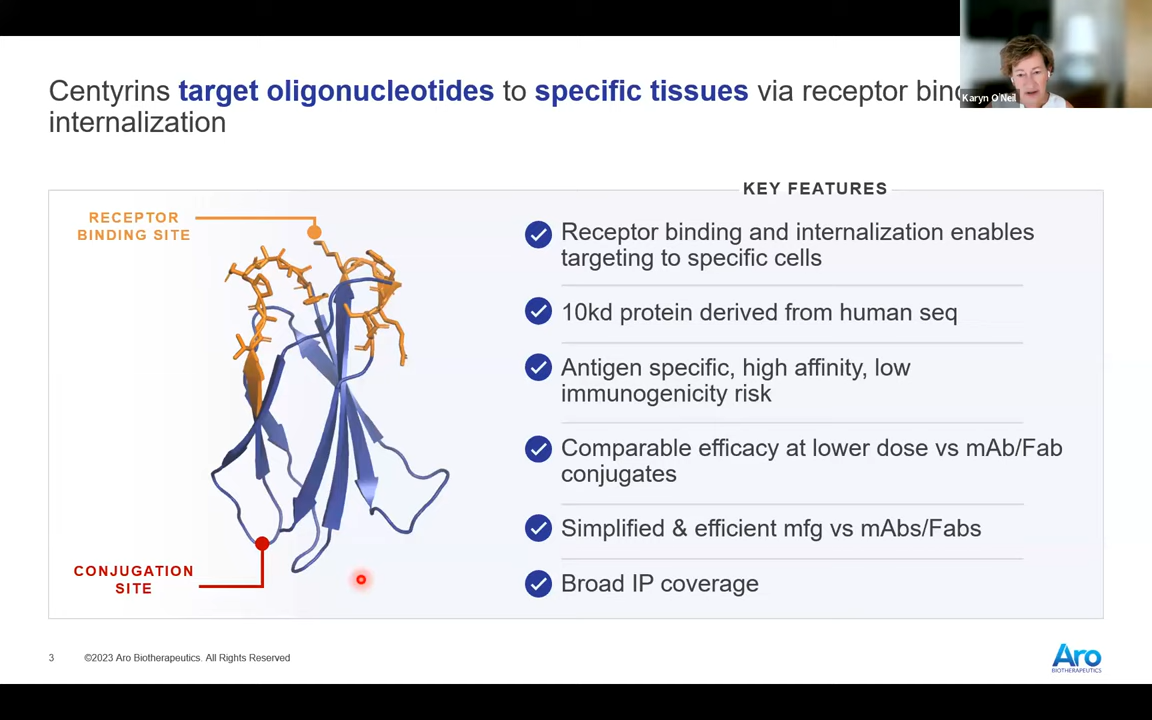 Karyn O'Neil
Centyrins target oligonucleotides to specific tissues via receptor
internalization
KEY FEATURES
RECEPTOR
BINDING SITE
Receptor binding and internalization enables
targeting to specific cells
10kd protein derived from human seq
Antigen specific, high affinity, low
immunogenicity risk
Comparable efficacy at lower dose vs mAb/Fab
conjugates
Simplified & efficient mfg vs mAbs/Fabs
Broad IP coverage
CONJUGATION
SITE
3 ©2023 Aro Biotherapeutics. All Rights Reserved
Aro
BIOTHERAPEUTICS